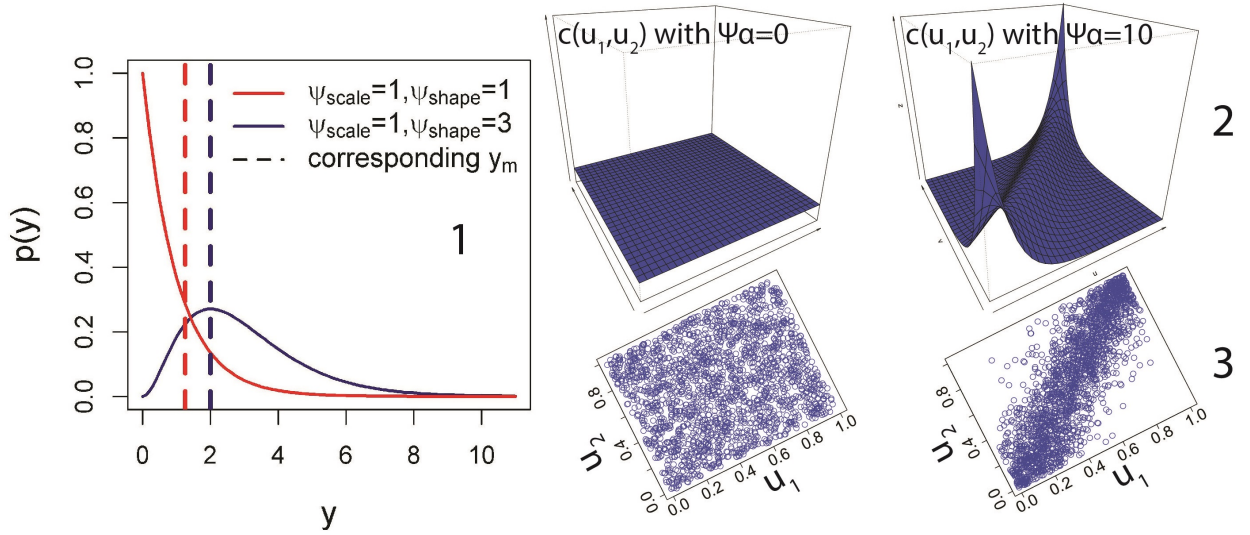 p(y)
1.0
0.8
0.6
0.4
0.2
0.0
ψscale=1,ψshape=1
ψscale=1,ψshape=3
corresponding ym
1
0 2 4 6 8 10
y
c(u1,u2) with Ψα=0
c(u1,u2) with Ψα=10
z
v
u
2
0.8
0.4
0.0
u2
0.0 0.2 0.4 0.6 0.8 1.0
u1
0.8
0.4
0.0
u2
0.0 0.2 0.4 0.6 0.8 1.0
u1
3